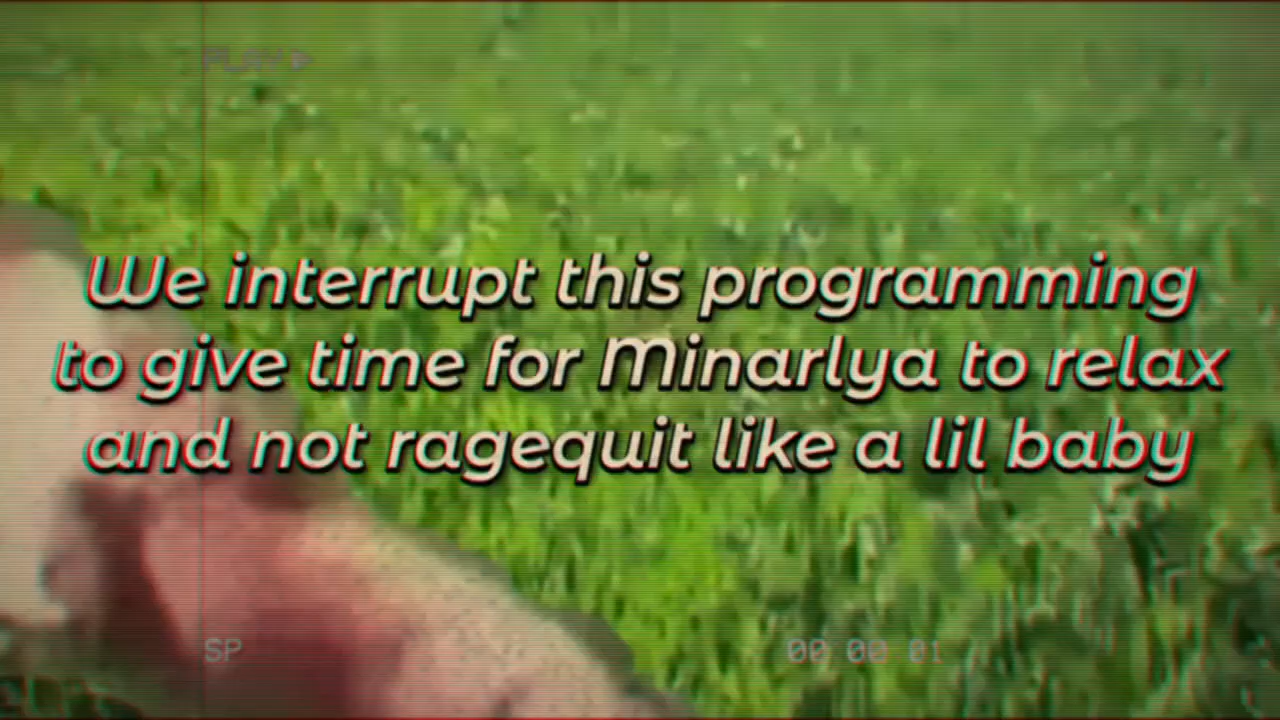 PLAY
We interrupt this programming
to give time for Minarlya to relax
and not ragequit like a lil baby
SP
00 00 01